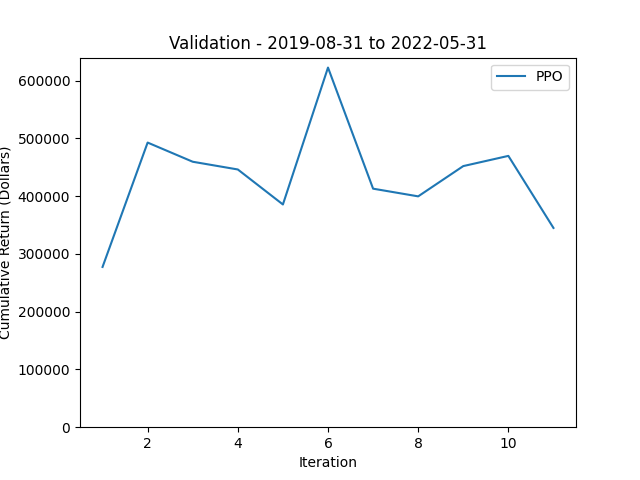 Validation - 2019-08-31 to 2022-05-31
PPO
Cumulative Return (Dollars)
600000
500000
400000
300000
200000
100000
0
2 4 6 8 10
Iteration